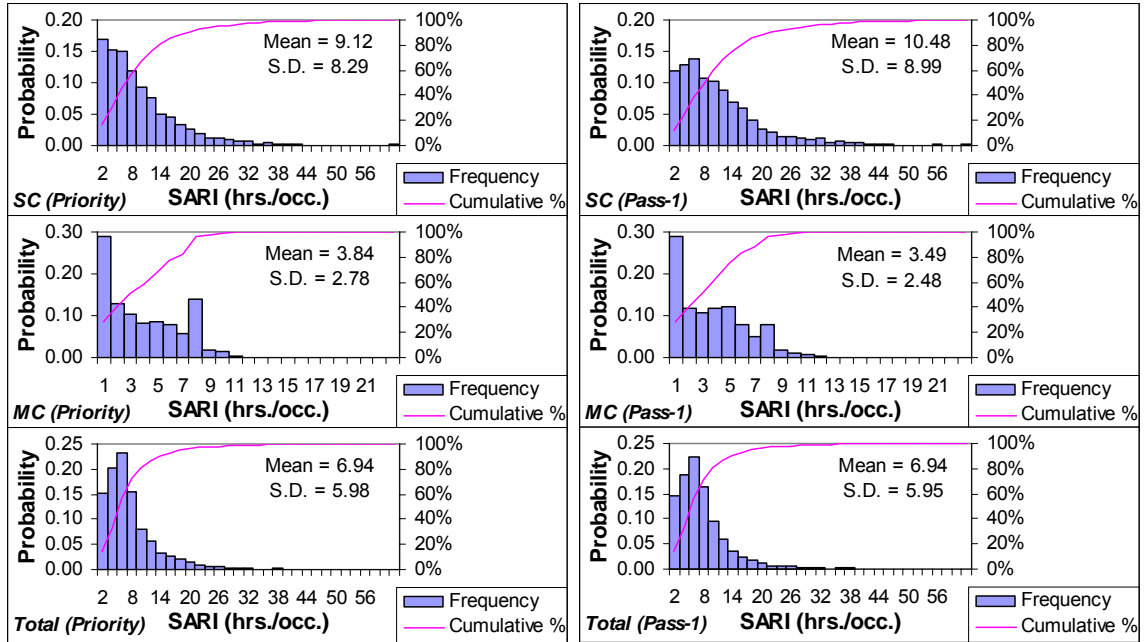 0.20
0.15
0.10
0.05
0.00
Probability
100%
80%
60%
40%
20%
0%
Mean = 9.12
S.D. = 8.29
2 8 14 20 26 32 38 44 50 56
SC (Priority)
SARI (hrs./occ.)
Frequency
Cumulative %
0.20
0.15
0.10
0.05
0.00
Probability
100%
80%
60%
40%
20%
0%
Mean = 10.48
S.D. = 8.99
2 8 14 20 26 32 38 44 50 56
SC (Pass-1)
SARI (hrs./occ.)
Frequency
Cumulative %
0.30
0.20
0.10
0.00
Probability
100%
80%
60%
40%
20%
0%
Mean = 3.84
S.D. = 2.78
1 3 5 7 9 11 13 15 17 19 21
MC (Priority)
SARI (hrs./occ.)
Frequency
Cumulative %
0.30
0.20
0.10
0.00
Probability
100%
80%
60%
40%
20%
0%
Mean = 3.49
S.D. = 2.48
1 3 5 7 9 11 13 15 17 19 21
MC (Pass-1)
SARI (hrs./occ.)
Frequency
Cumulative %
0.25
0.20
0.15
0.10
0.05
0.00
Probability
100%
80%
60%
40%
20%
0%
Mean = 6.94
S.D. = 5.98
2 8 14 20 26 32 38 44 50 56
Total (Priority)
SARI (hrs./occ.)
Frequency
Cumulative %
0.25
0.20
0.15
0.10
0.05
0.00
Probability
100%
80%
60%
40%
20%
0%
Mean = 6.94
S.D. = 5.95
2 8 14 20 26 32 38 44 50 56
Total (Pass-1)
SARI (hrs./occ.)
Frequency
Cumulative %